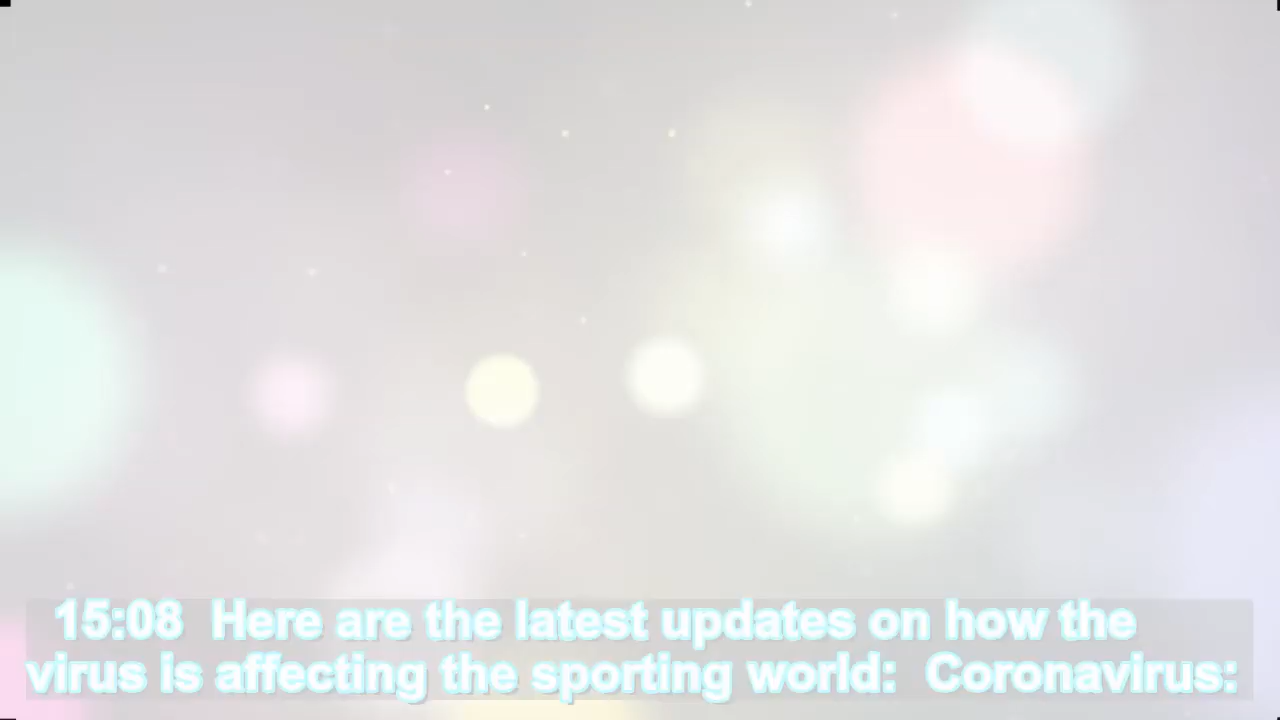 15:08 Here are the latest updates on how the
virus is affecting the sporting world: Coronavirus: